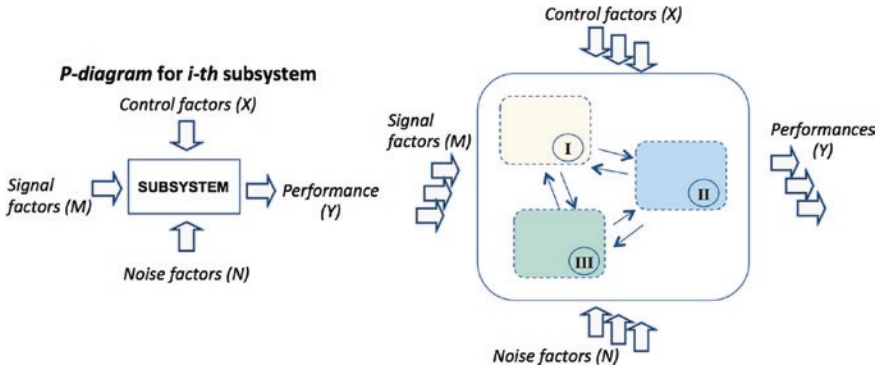 P-diagram for i-th subsystem
Control factors (X)
Signal
factors (M)
SUBSYSTEM
Performance
(Y)
Noise factors (N)
Control factors (X)
Signal
factors (M)
I
II
III
Performances
(Y)
Noise factors (N)